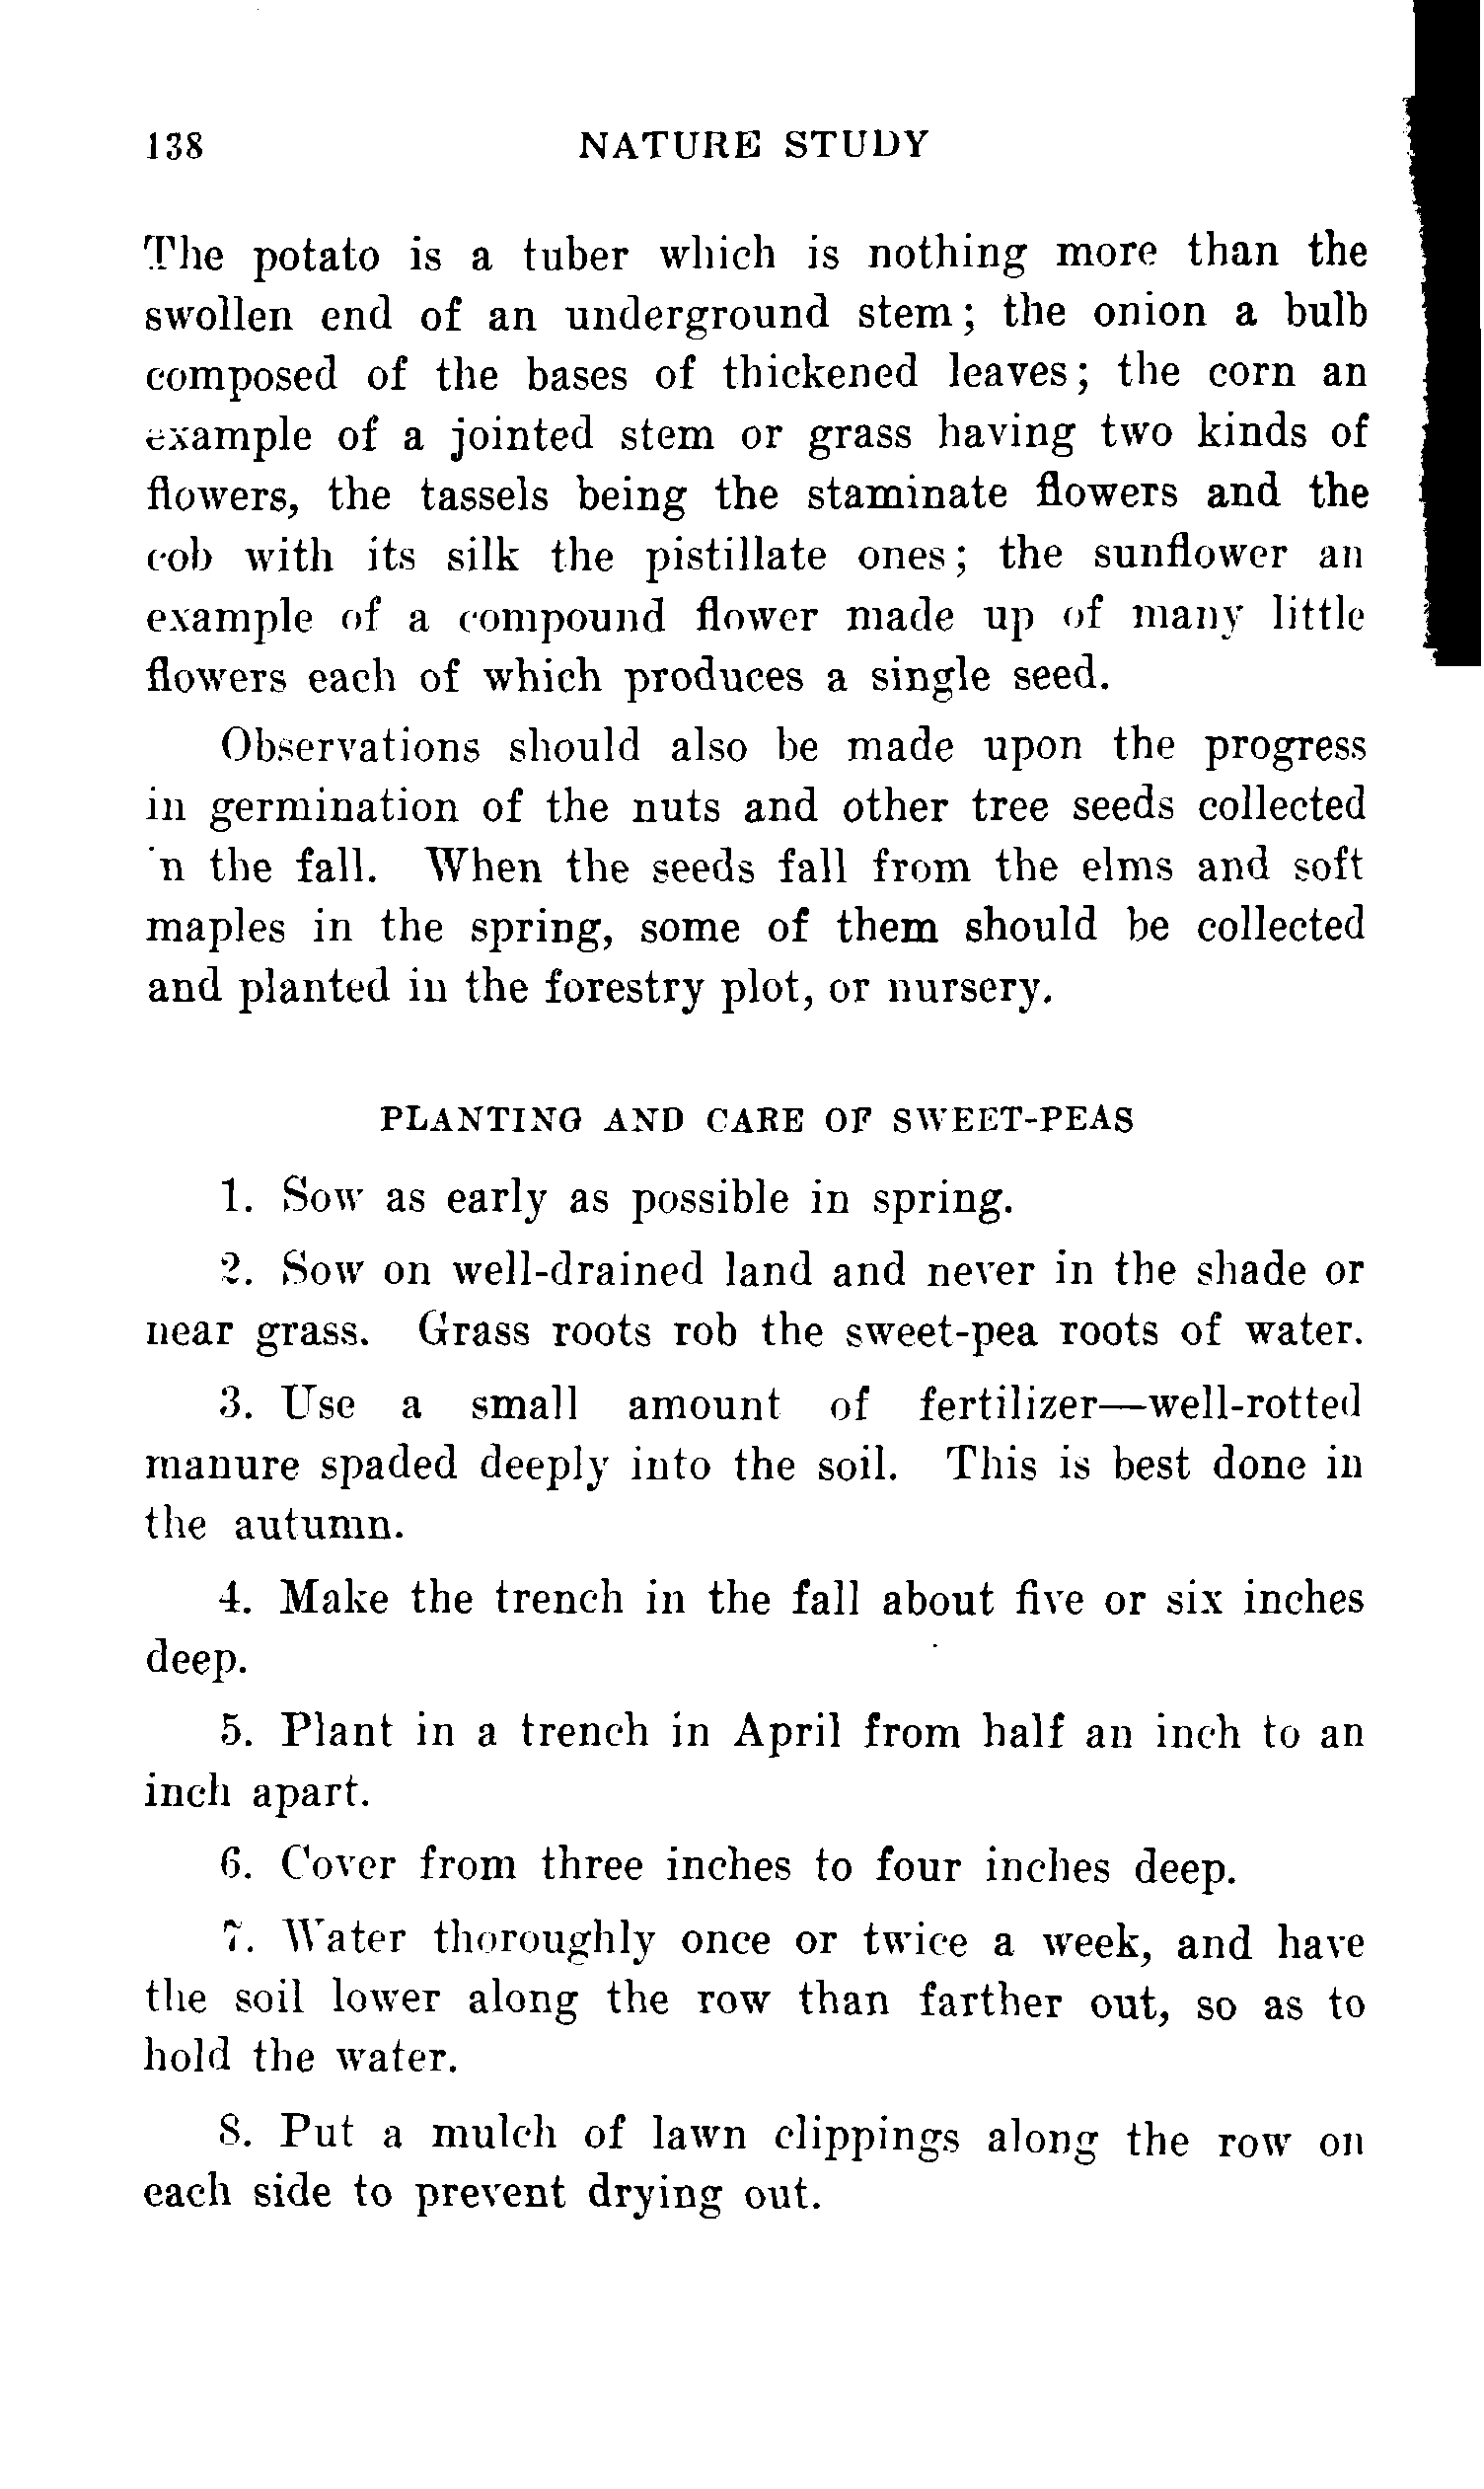 138 NATURE STUDY
The potato is a tuber which is nothing more than the
swollen end of an underground stem; the onion a bulb
composed of the bases of thickened leaves; the corn an
example of a jointed stem or grass having two kinds of
flowers, the tassels being the staminate flowers and the
cob with its silk the pistillate ones; the sunflower an
example of a compound flower made up of many little
flowers each of which produces a single seed.
Observations should also be made upon the progress
in germination of the nuts and other tree seeds collected
'n the fall. When the seeds fall from the elms and soft
maples in the spring, some of them should be collected
and planted in the forestry plot, or nursery.
PLANTING AND CARE OF SWEET-PEAS
1. Sow as early as possible in spring.
2. Sow on well-drained land and never in the shade or
near grass. Grass roots rob the sweet-pea roots of water.
3. Use a small amount of fertilizer—well-rotted
manure spaded deeply into the soil. This is best done in
the autumn.
4. Make the trench in the fall about five or six inches
deep.
5. Plant in a trench in April from half an inch to an
inch apart.
6. Cover from three inches to four inches deep.
7. Water thoroughly once or twice a week, and have
the soil lower along the row than farther out, so as to
hold the water.
8. Put a mulch of lawn clippings along the row on
each side to prevent drying out.